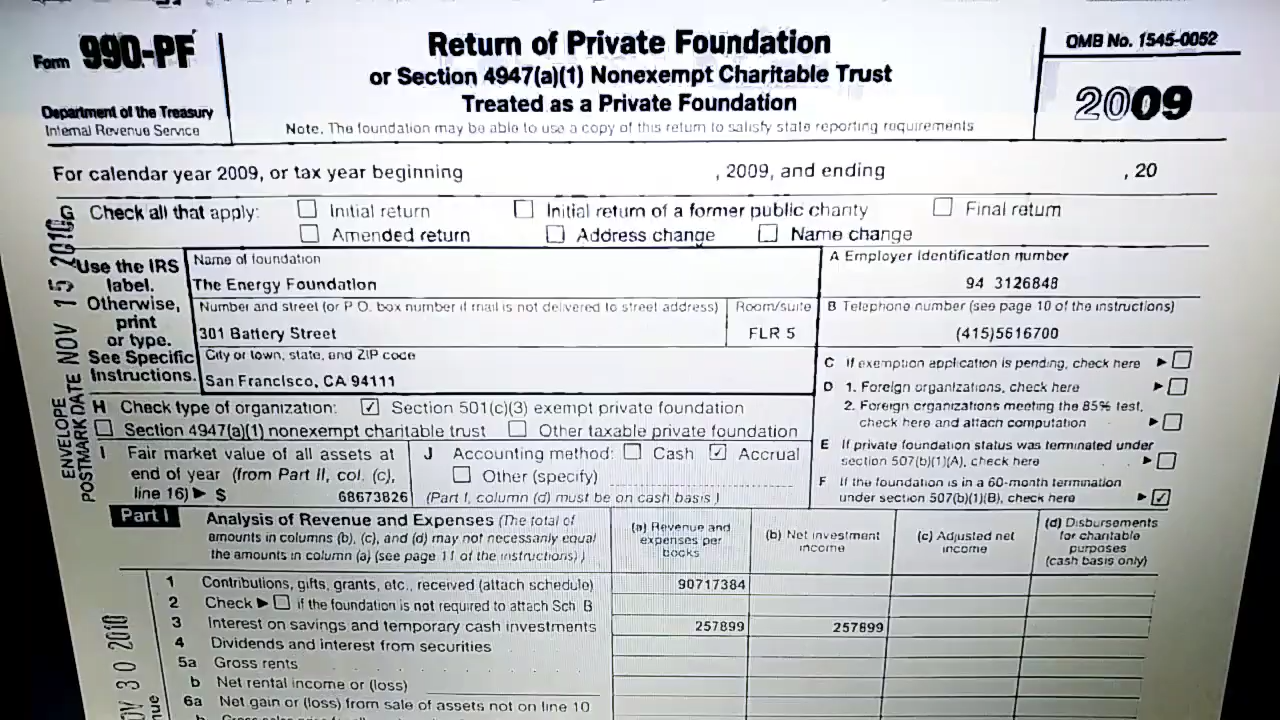 Form 990-PF
Department of the Treasury
Internal Revenue Service
Return of Private Foundation
or Section 4947(a)(1) Nonexempt Charitable Trust
Treated as a Private Foundation
Note. The foundation may be able to use a copy of this return to satisfy state reporting requirements
OMB No. 1545-0052
2009
For calendar year 2009, or tax year beginning , 2009, and ending , 20
G Check all that apply: Initial return Initial return of a former public charity Final return
Amended return Address change Name change
Use the IRS label. Otherwise, print or type. See Specific Instructions.
Name of foundation
The Energy Foundation
Number and street (or P O. box number if mail is not delivered to street address) Room/suite
301 Battery Street FLR 5
City or town, state, and ZIP code
San Francisco, CA 94111
A Employer Identification number
94 3126848
B Telephone number (see page 10 of the instructions)
(415)5616700
C If exemption application is pending, check here ▶
D 1. Foreign organizations, check here ▶
2. Foreign organizations meeting the 85% test,
check here and attach computation ▶
E If private foundation status was terminated under
section 507(b)(1)(A), check here ▶
F If the foundation is in a 60-month termination
under section 507(b)(1)(B), check here ▶ ✓
H Check type of organization: ✓ Section 501(c)(3) exempt private foundation
Section 4947(a)(1) nonexempt charitable trust Other taxable private foundation
I Fair market value of all assets at
end of year (from Part II, col. (c),
line 16) ▶ $ 68673826
J Accounting method: Cash ✓ Accrual
Other (specify)
(Part I, column (d) must be on cash basis )
Part I Analysis of Revenue and Expenses (The total of
amounts in columns (b), (c), and (d) may not necessarily equal
the amounts in column (a) (see page 11 of the instructions) )
(a) Revenue and
expenses per
books
(b) Net investment
income
(c) Adjusted net
income
(d) Disbursements
for charitable
purposes
(cash basis only)
1 Contributions, gifts, grants, etc., received (attach schedule) 90717384
2 Check ▶ if the foundation is not required to attach Sch B
3 Interest on savings and temporary cash investments 257899 257899
4 Dividends and interest from securities
5a Gross rents
b Net rental income or (loss)
6a Net gain or (loss) from sale of assets not on line 10
ENVELOPE
POSTMARK DATE NOV 15 2010
30 2010